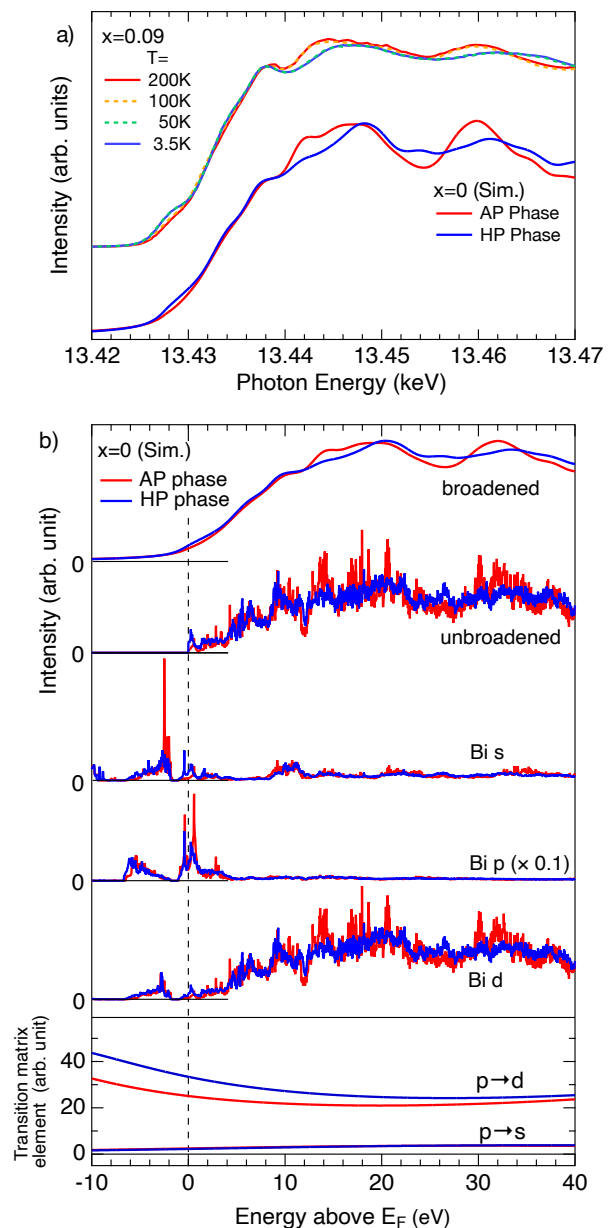 a)
x=0.09
T=
200K
100K
50K
3.5K
x=0 (Sim.)
AP Phase
HP Phase
Intensity (arb. units)
13.42 13.43 13.44 13.45 13.46 13.47
Photon Energy (keV)
b)
x=0 (Sim.)
AP phase
HP phase
broadened
0
unbroadened
0
Bi s
0
Bi p (× 0.1)
0
Bi d
0
Intensity (arb. unit)
p→d
p→s
40
20
0
Transition matrix
element (arb. unit)
-10 0 10 20 30 40
Energy above EF (eV)